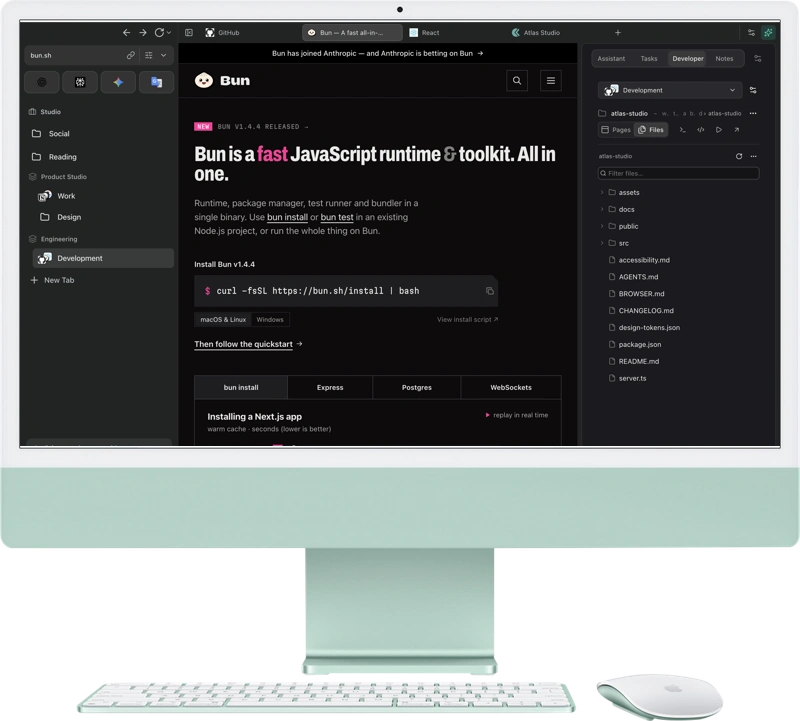 GitHub
Bun — A fast all-in-...
React
Atlas Studio
bun.sh
Bun has joined Anthropic — and Anthropic is betting on Bun →
Assistant
Tasks
Developer
Notes
Bun
Development
Studio
Social
Reading
Product Studio
Work
Design
Engineering
Development
New Tab
NEW BUN V1.4.4 RELEASED →
Bun is a fast JavaScript runtime & toolkit. All in
one.
Runtime, package manager, test runner and bundler in a
single binary. Use bun install or bun test in an existing
Node.js project, or run the whole thing on Bun.
Install Bun v1.4.4
$ curl -fsSL https://bun.sh/install | bash
macOS & Linux
Windows
View install script ↗
Then follow the quickstart →
bun install
Express
Postgres
WebSockets
Installing a Next.js app
replay in real time
warm cache · seconds (lower is better)
atlas-studio
atlas-studio
Pages
Files
atlas-studio
Filter files...
assets
docs
public
src
accessibility.md
AGENTS.md
BROWSER.md
CHANGELOG.md
design-tokens.json
package.json
README.md
server.ts